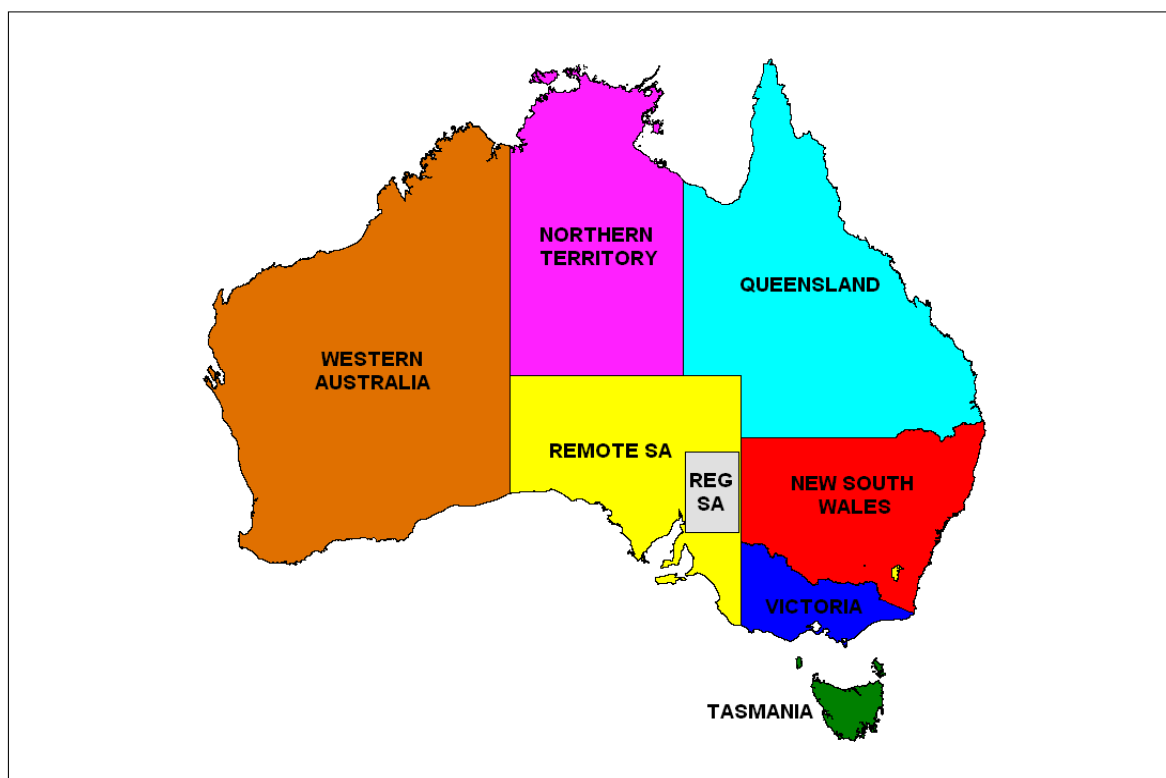 NORTHERN
TERRITORY
QUEENSLAND
WESTERN
AUSTRALIA
REMOTE SA
REG
SA
NEW SOUTH
WALES
VICTORIA
TASMANIA